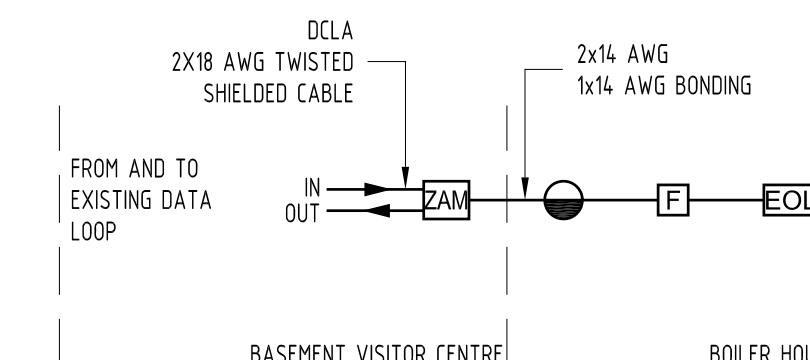 DCLA
2X18 AWG TWISTED
SHIELDED CABLE
2x14 AWG
1x14 AWG BONDING
FROM AND TO
EXISTING DATA
LOOP
IN
OUT
ZAM
F
EOL
BASEMENT VISITOR CENTRE
BOILER